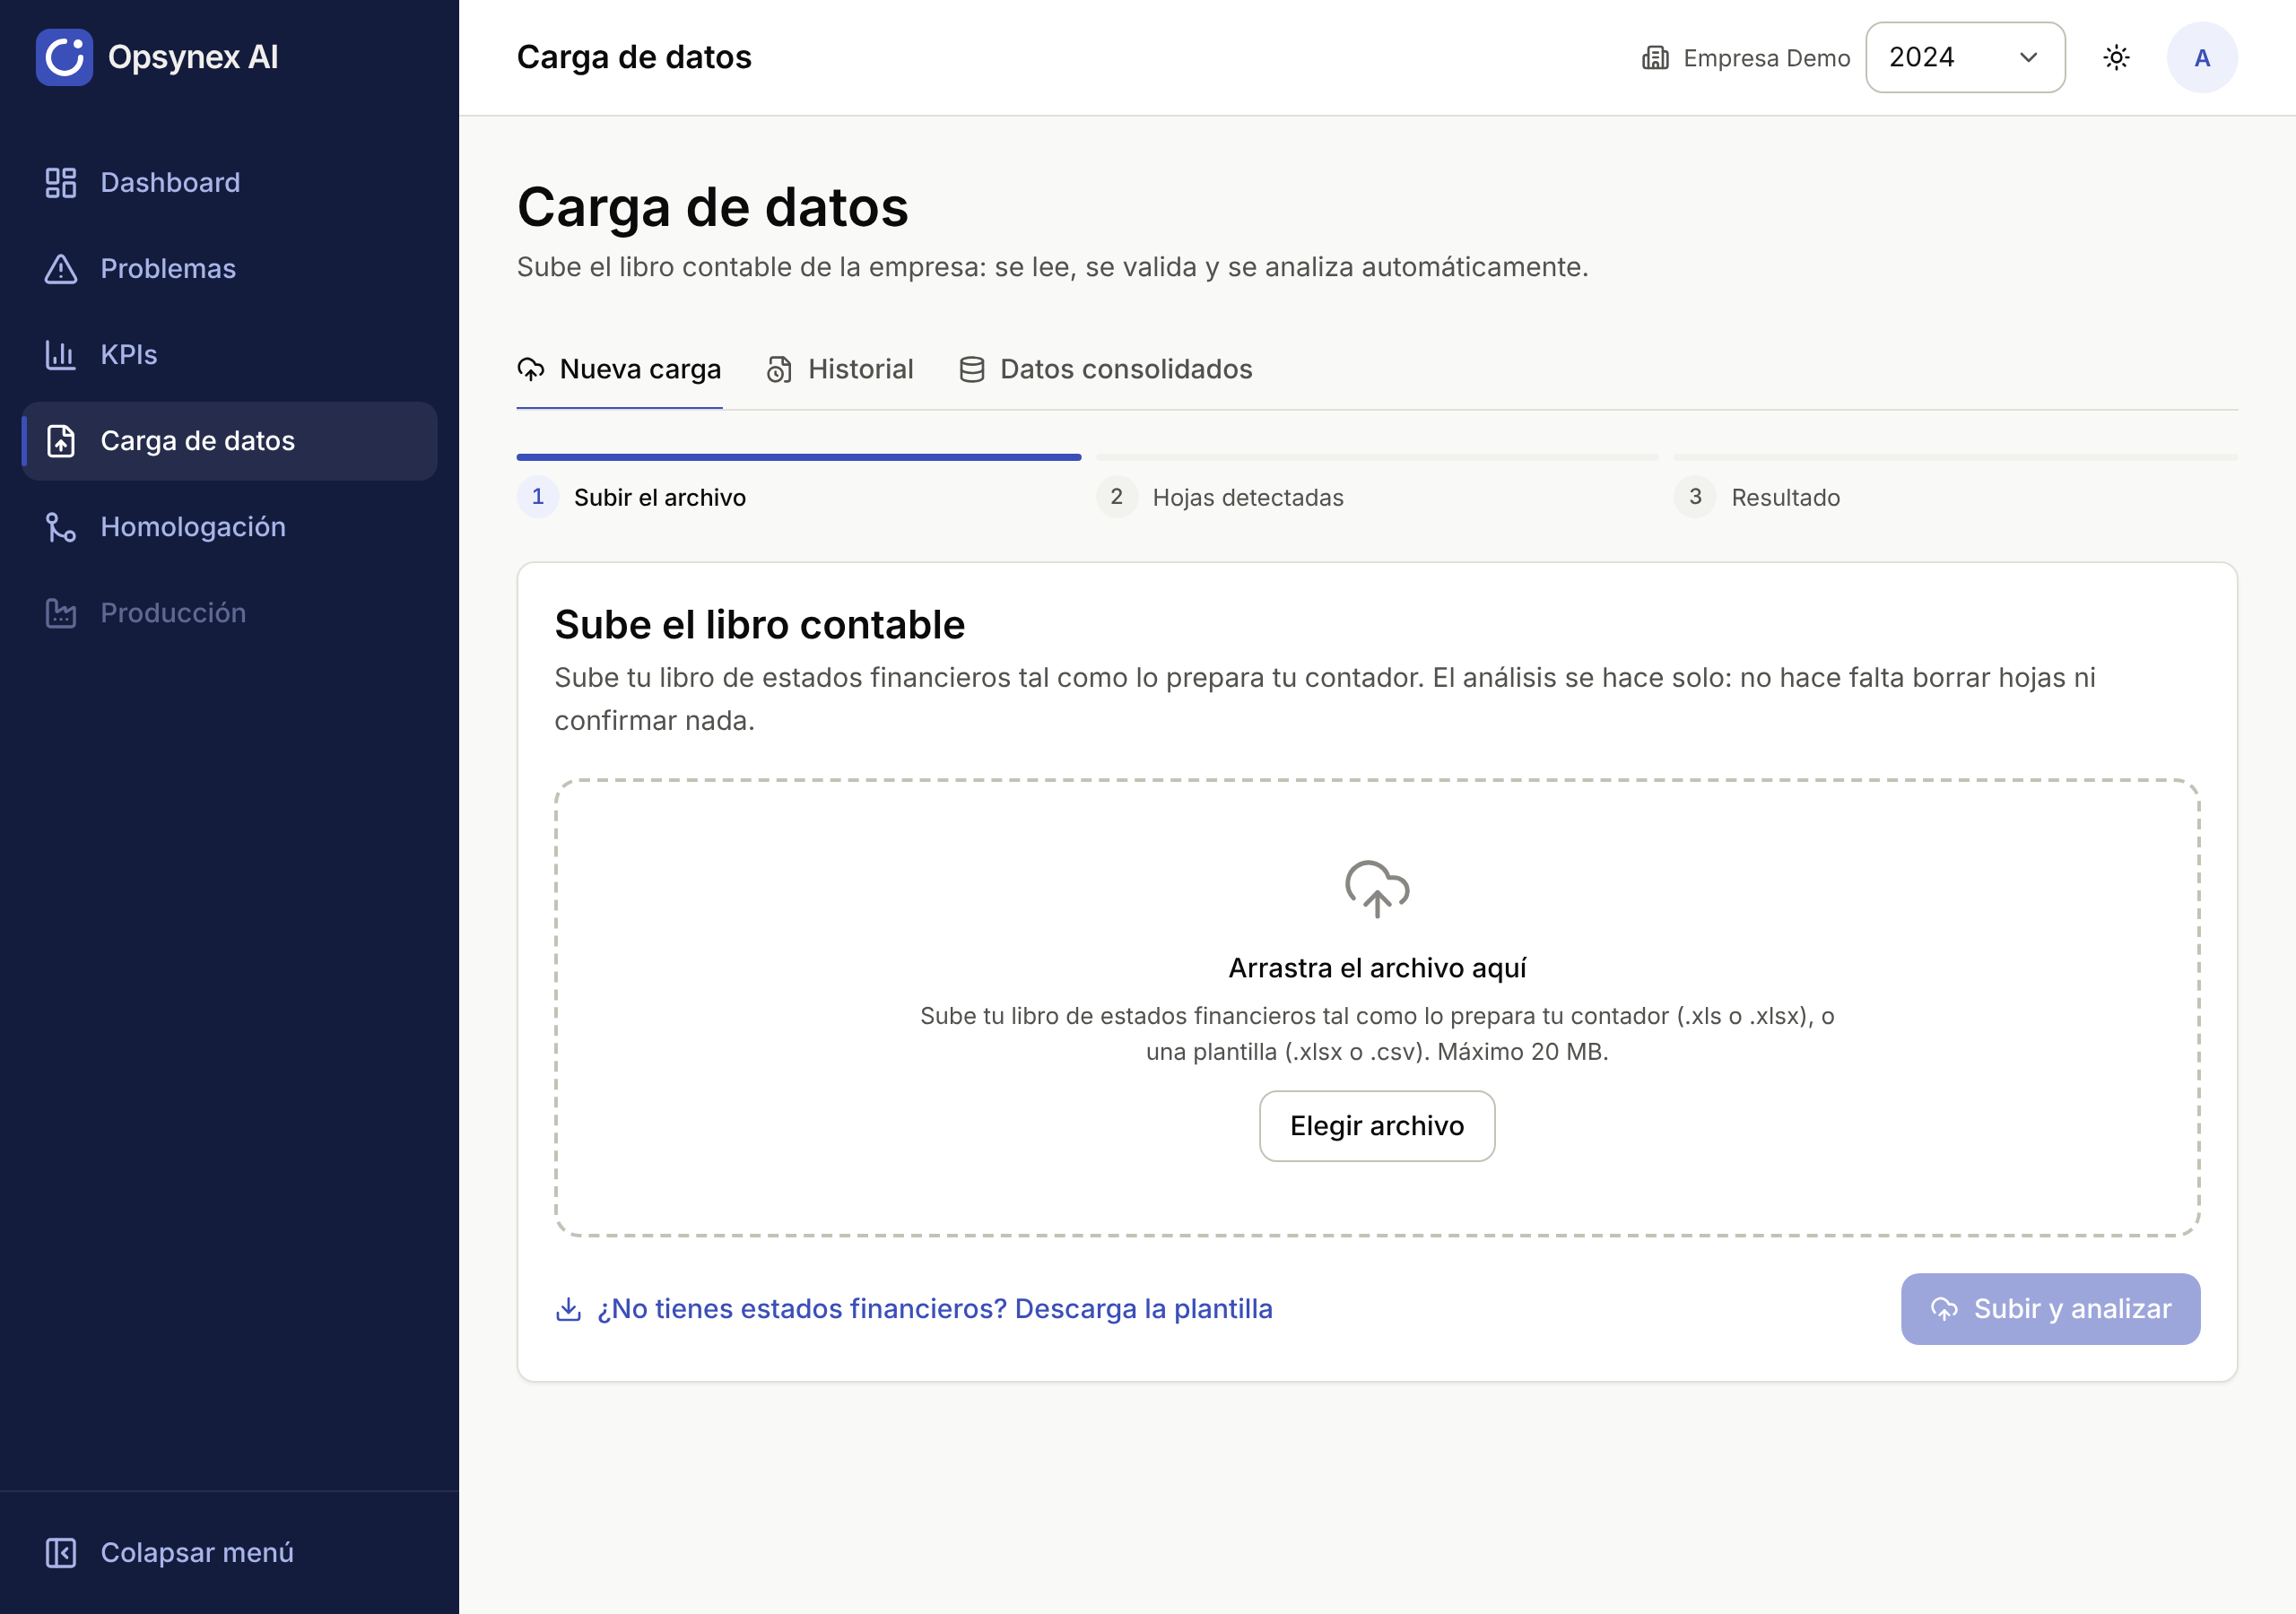 Opsynex AI
Carga de datos
Empresa Demo
2024
A
Dashboard
Problemas
KPIs
Carga de datos
Homologación
Producción
Colapsar menú
Carga de datos
Sube el libro contable de la empresa: se lee, se valida y se analiza automáticamente.
Nueva carga
Historial
Datos consolidados
1 Subir el archivo
2 Hojas detectadas
3 Resultado
Sube el libro contable
Sube tu libro de estados financieros tal como lo prepara tu contador. El análisis se hace solo: no hace falta borrar hojas ni
confirmar nada.
Arrastra el archivo aquí
Sube tu libro de estados financieros tal como lo prepara tu contador (.xls o .xlsx), o
una plantilla (.xlsx o .csv). Máximo 20 MB.
Elegir archivo
¿No tienes estados financieros? Descarga la plantilla
Subir y analizar